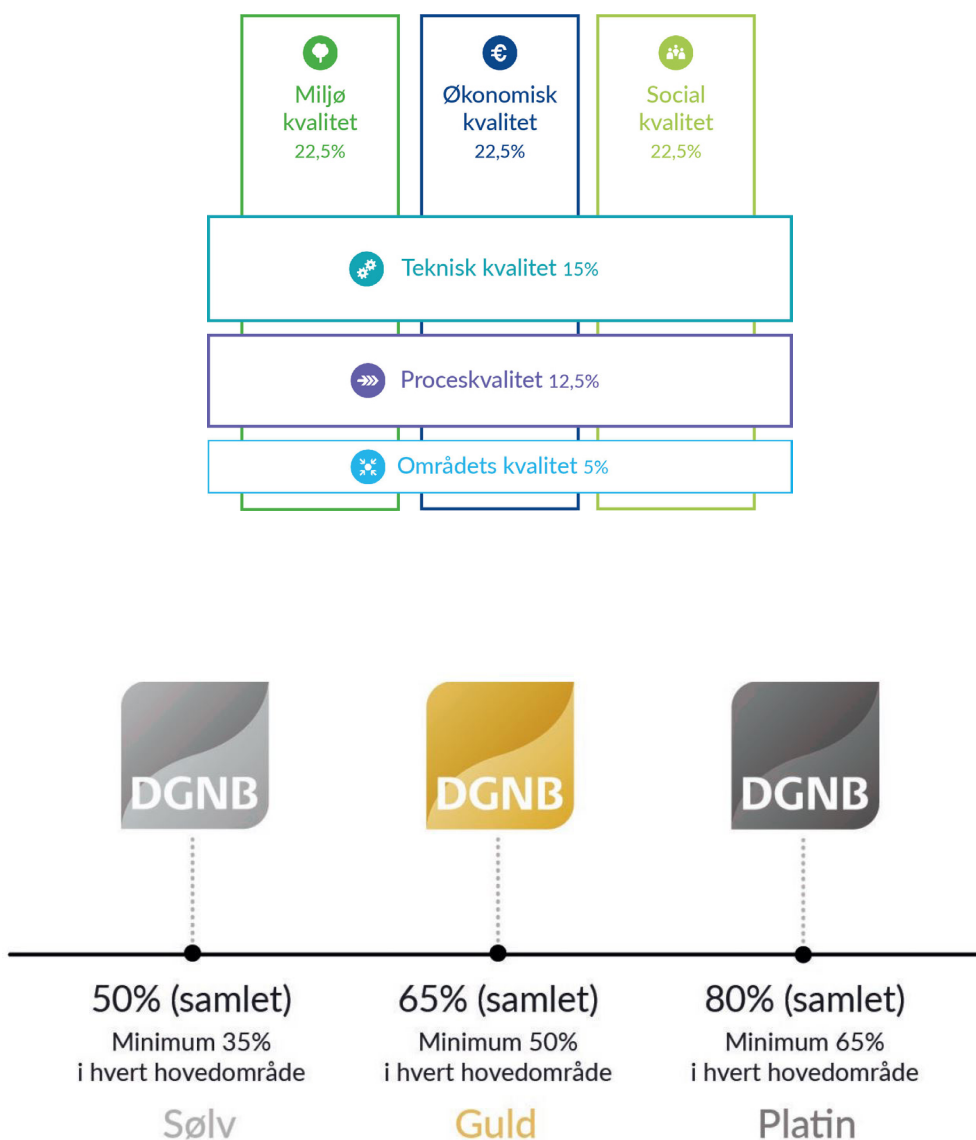 Miljø
kvalitet
22,5%
Økonomisk
kvalitet
22,5%
Social
kvalitet
22,5%
Teknisk kvalitet 15%
Proceskvalitet 12,5%
Områdets kvalitet 5%
DGNB
DGNB
DGNB
50% (samlet)
Minimum 35%
i hvert hovedområde
Sølv
65% (samlet)
Minimum 50%
i hvert hovedområde
Guld
80% (samlet)
Minimum 65%
i hvert hovedområde
Platin